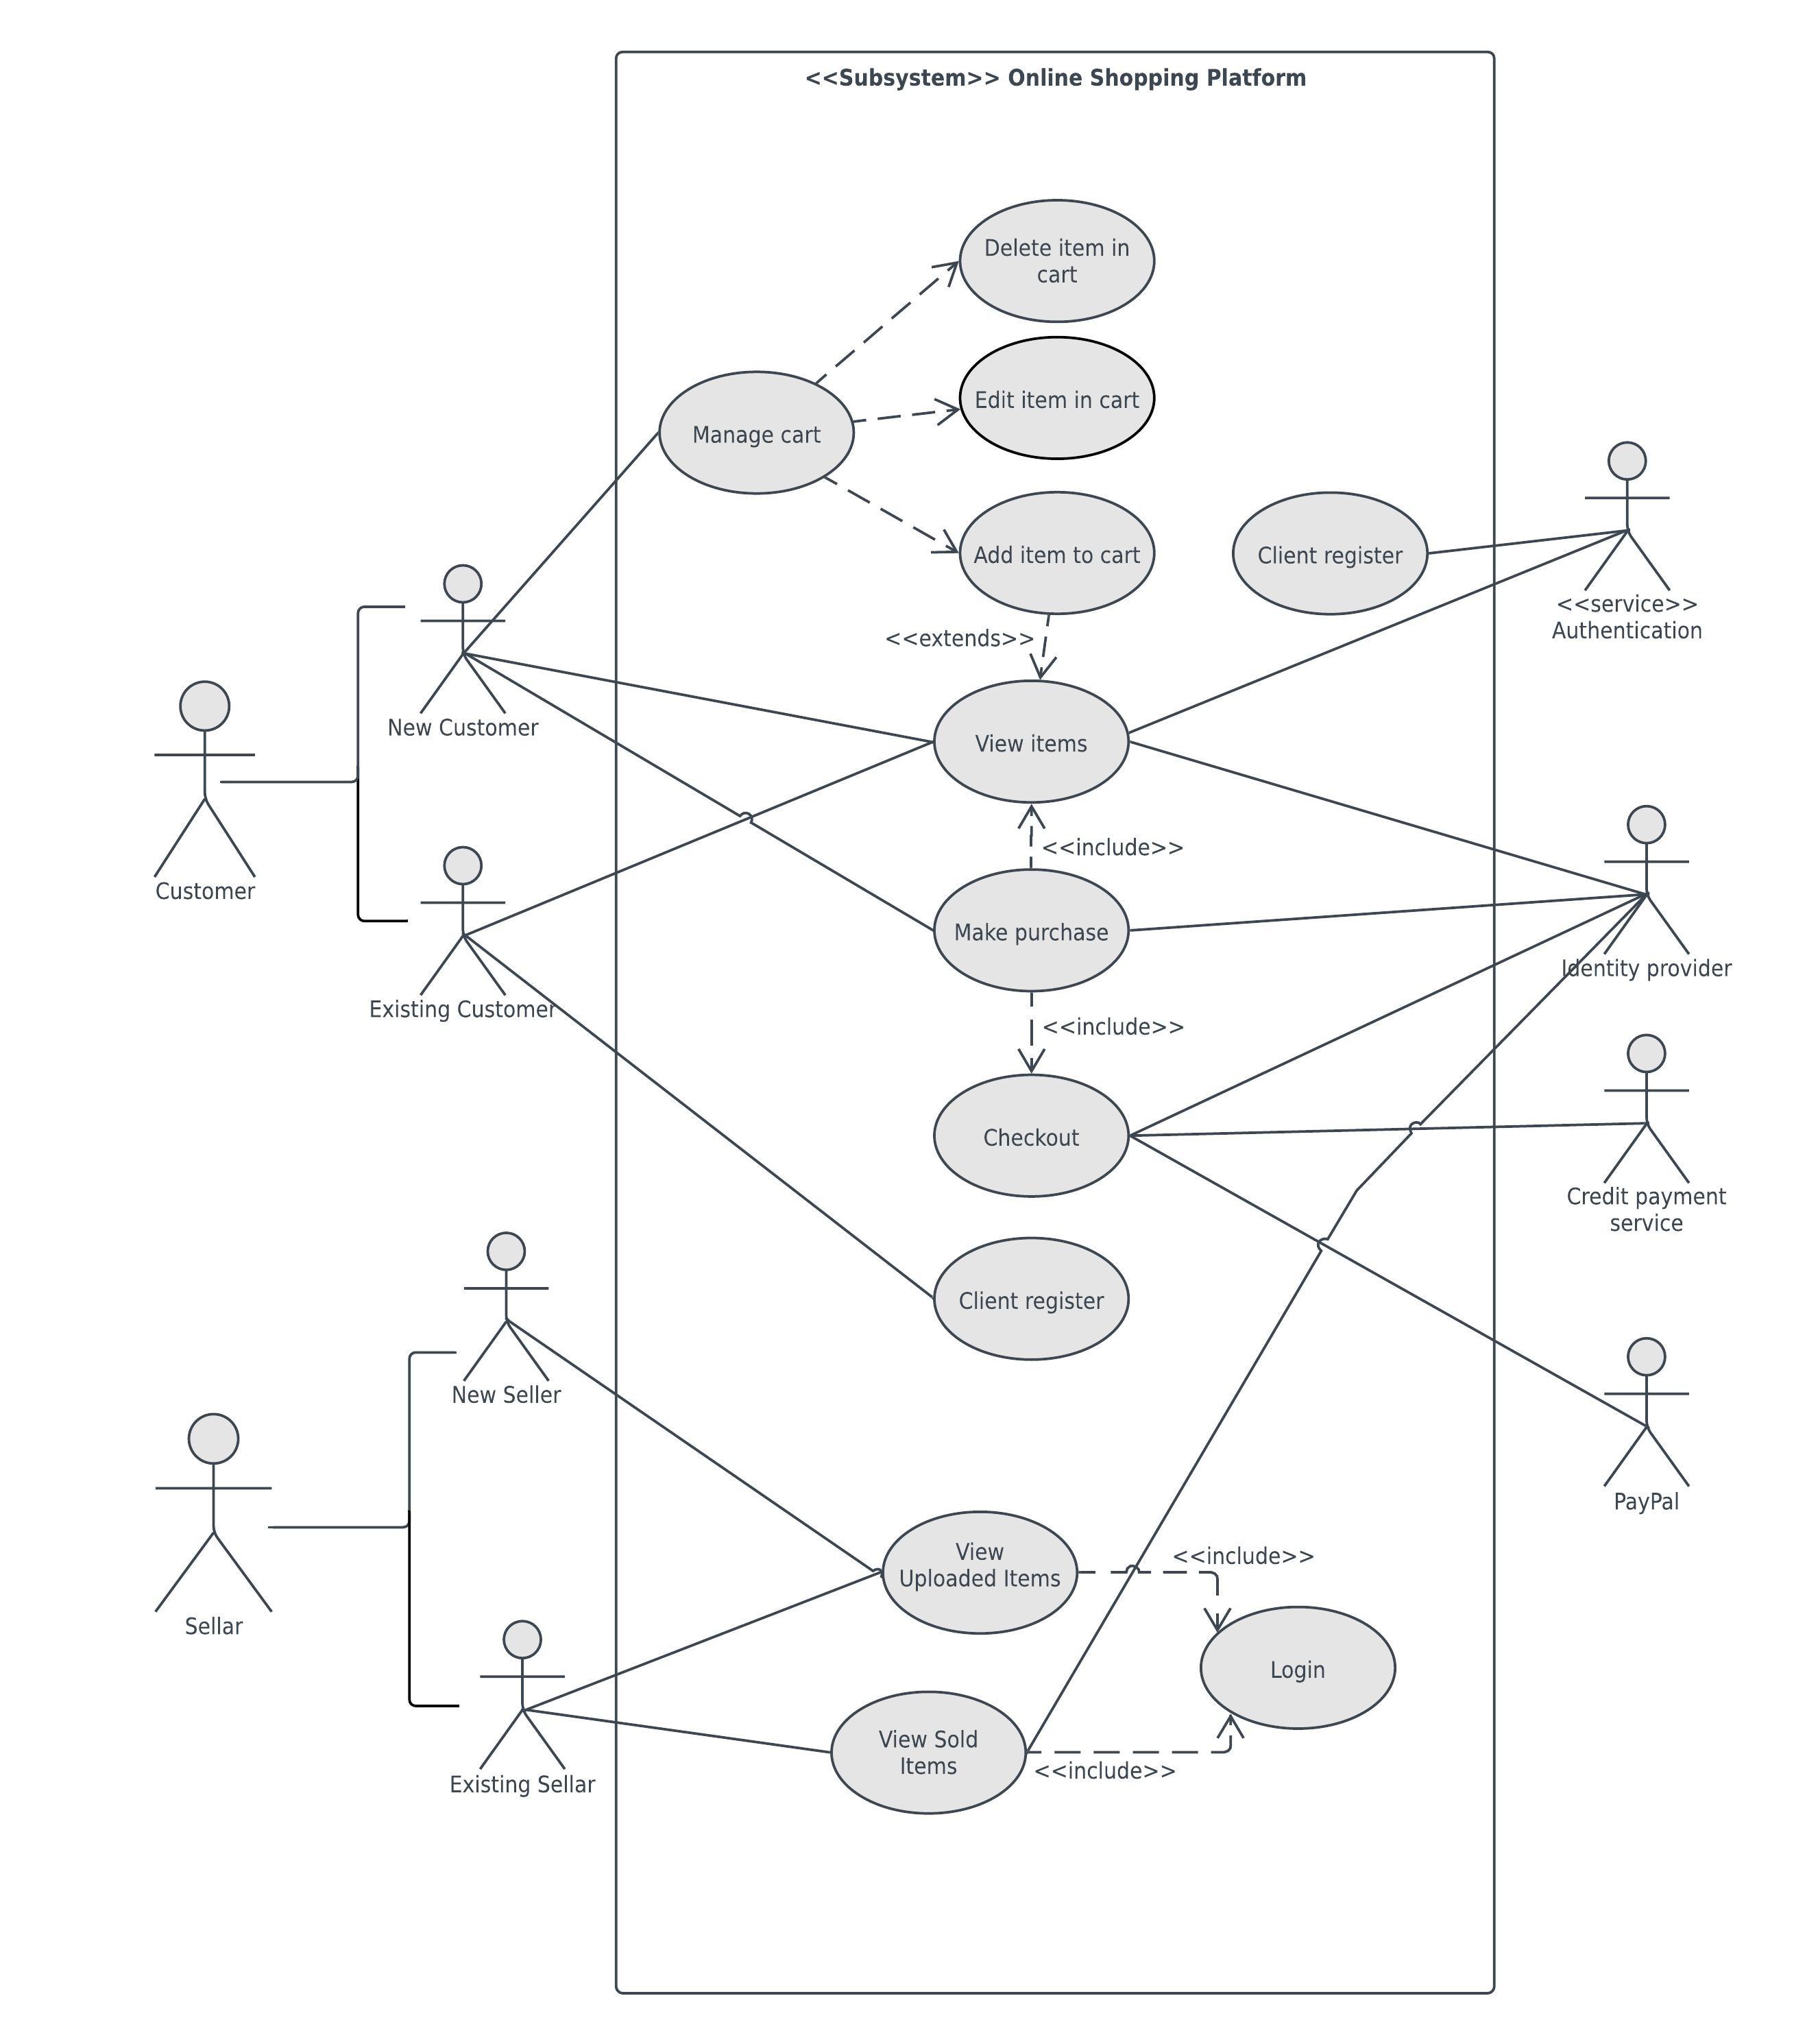 <<Subsystem>> Online Shopping Platform
Delete item in
cart
Edit item in cart
Manage cart
Add item to cart
Client register
<<service>>
Authentication
<<extends>>
New Customer
View items
<<include>>
Customer
Make purchase
Identity provider
Existing Customer
<<include>>
Checkout
Credit payment
service
Client register
New Seller
PayPal
View
Uploaded Items
<<include>>
Sellar
Login
View Sold
Items
<<include>>
Existing Sellar